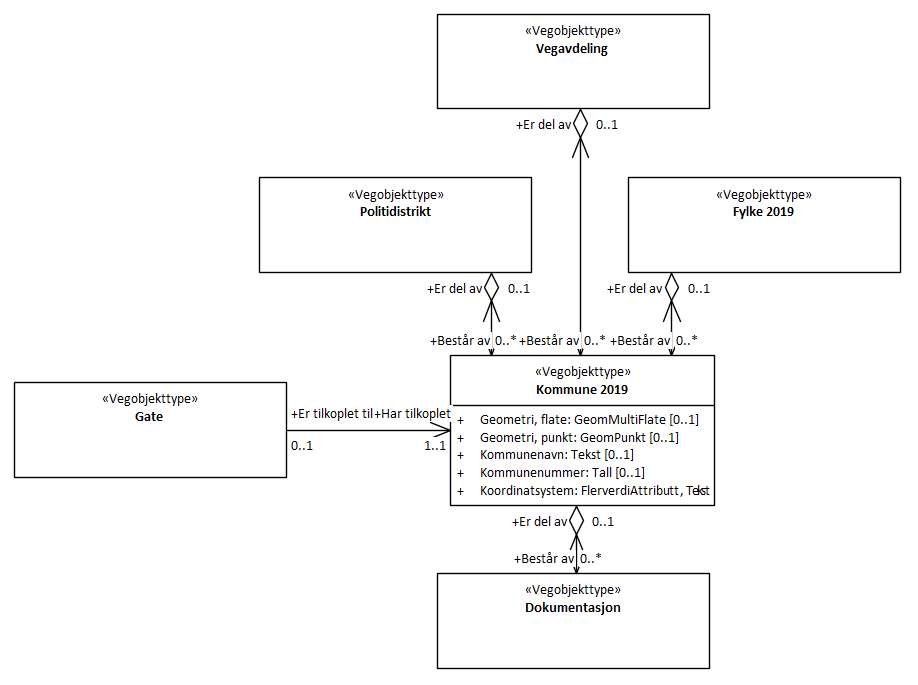 «Vegobjekttype»
Vegavdeling
+Er del av 0..1
«Vegobjekttype»
Politidistrikt
«Vegobjekttype»
Fylke 2019
+Er del av 0..1
+Er del av 0..1
+Består av 0..*
+Består av 0..*
+Består av 0..*
«Vegobjekttype»
Kommune 2019
«Vegobjekttype»
Gate
+Er tilkoplet til
+Har tilkoplet
0..1
1..1
+ Geometri, flate: GeomMultiFlate [0..1]
+ Geometri, punkt: GeomPunkt [0..1]
+ Kommunenavn: Tekst [0..1]
+ Kommunenummer: Tall [0..1]
+ Koordinatsystem: FlerverdiAttributt, Tekst
+Er del av 0..1
+Består av 0..*
«Vegobjekttype»
Dokumentasjon